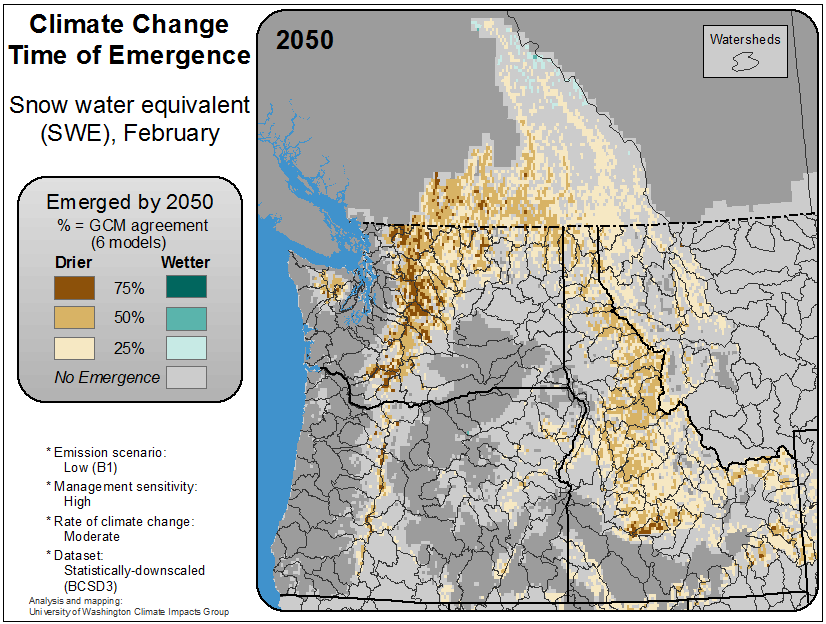 Climate Change
Time of Emergence
Snow water equivalent
(SWE), February
Emerged by 2050
% = GCM agreement
(6 models)
Drier Wetter
75%
50%
25%
No Emergence
* Emission scenario:
Low (B1)
* Management sensitivity:
High
* Rate of climate change:
Moderate
* Dataset:
Statistically-downscaled
(BCSD3)
Analysis and mapping:
University of Washington Climate Impacts Group
2050
Watersheds